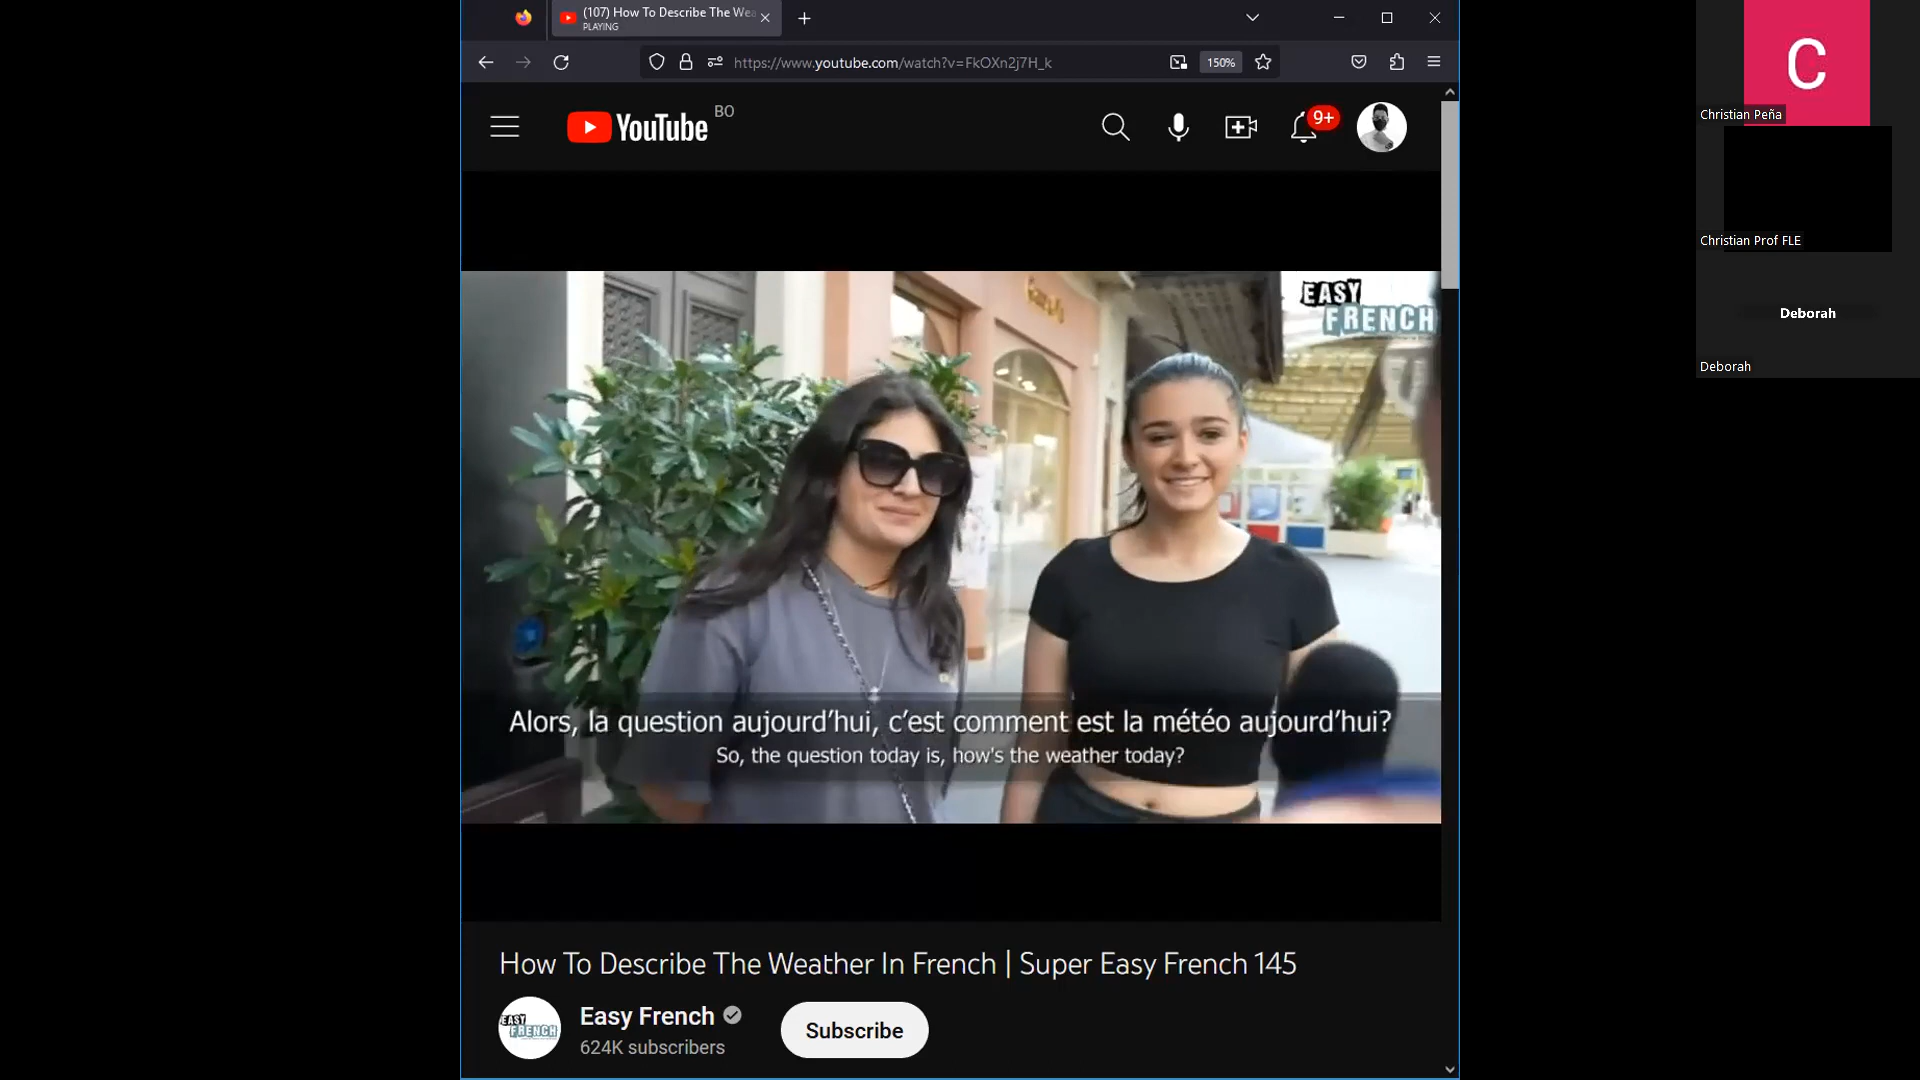 (107) How To Describe The Wea
PLAYING
https://www.youtube.com/watch?v=FkOXn2j7H_k
150%
YouTube
BO
9+
EASY
FRENCH
Alors, la question aujourd'hui, c'est comment est la météo aujourd'hui?
So, the question today is, how's the weather today?
How To Describe The Weather In French | Super Easy French 145
EASY
FRENCH
Easy French
624K subscribers
Subscribe
C
Christian Peña
Christian Prof FLE
Deborah
Deborah